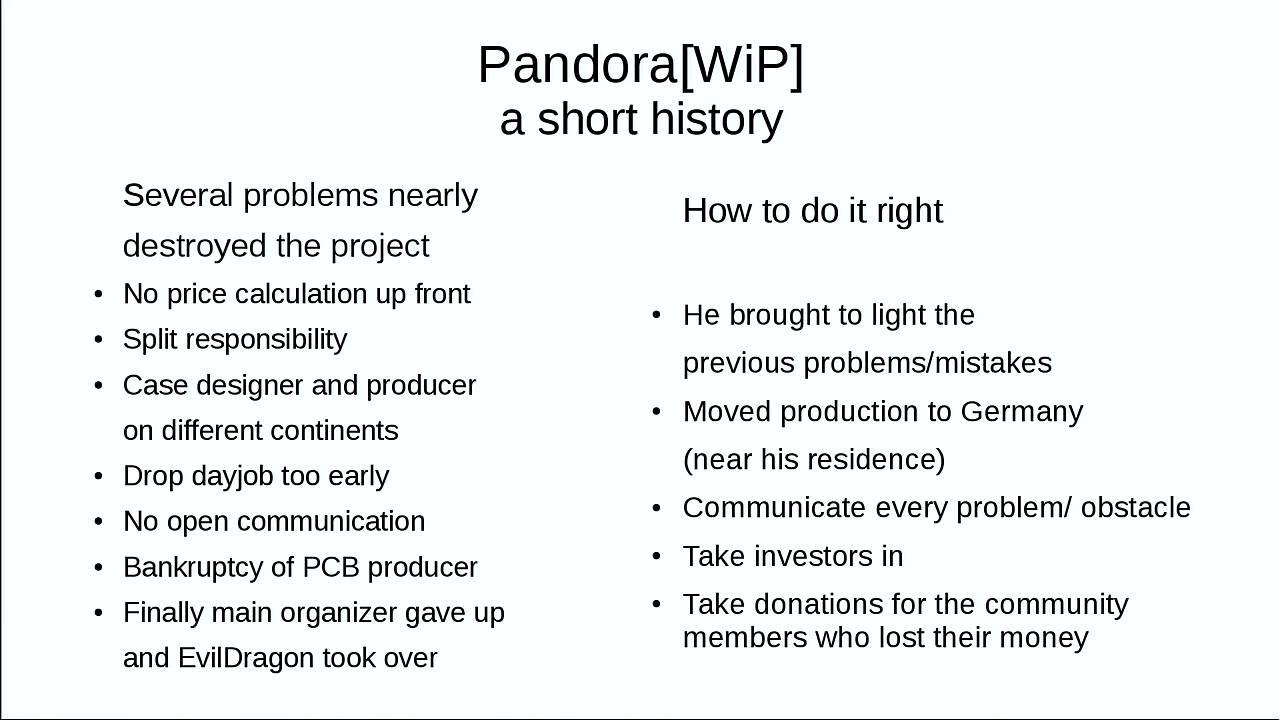 Pandora[WiP]
a short history
Several problems nearly
destroyed the project
• No price calculation up front
• Split responsibility
• Case designer and producer
on different continents
• Drop dayjob too early
• No open communication
• Bankruptcy of PCB producer
• Finally main organizer gave up
and EvilDragon took over
How to do it right
• He brought to light the
previous problems/mistakes
• Moved production to Germany
(near his residence)
• Communicate every problem/ obstacle
• Take investors in
• Take donations for the community
members who lost their money